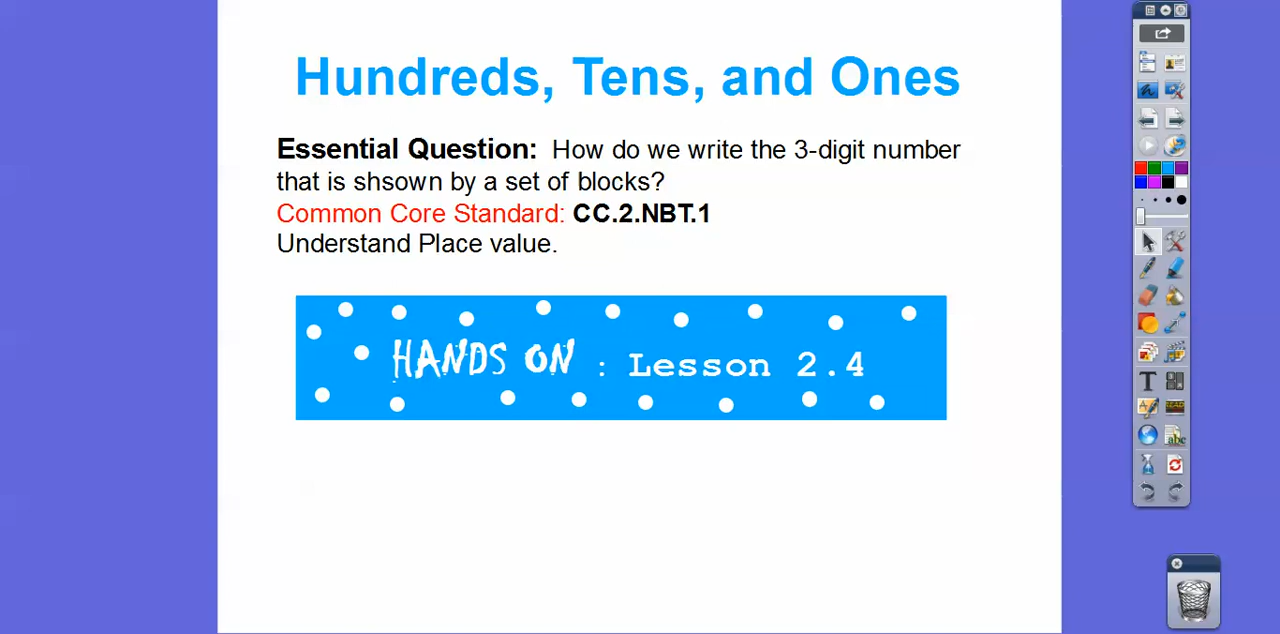 Hundreds, Tens, and Ones
Essential Question: How do we write the 3-digit number
that is shsown by a set of blocks?
Common Core Standard: CC.2.NBT.1
Understand Place value.
HANDS ON : Lesson 2.4